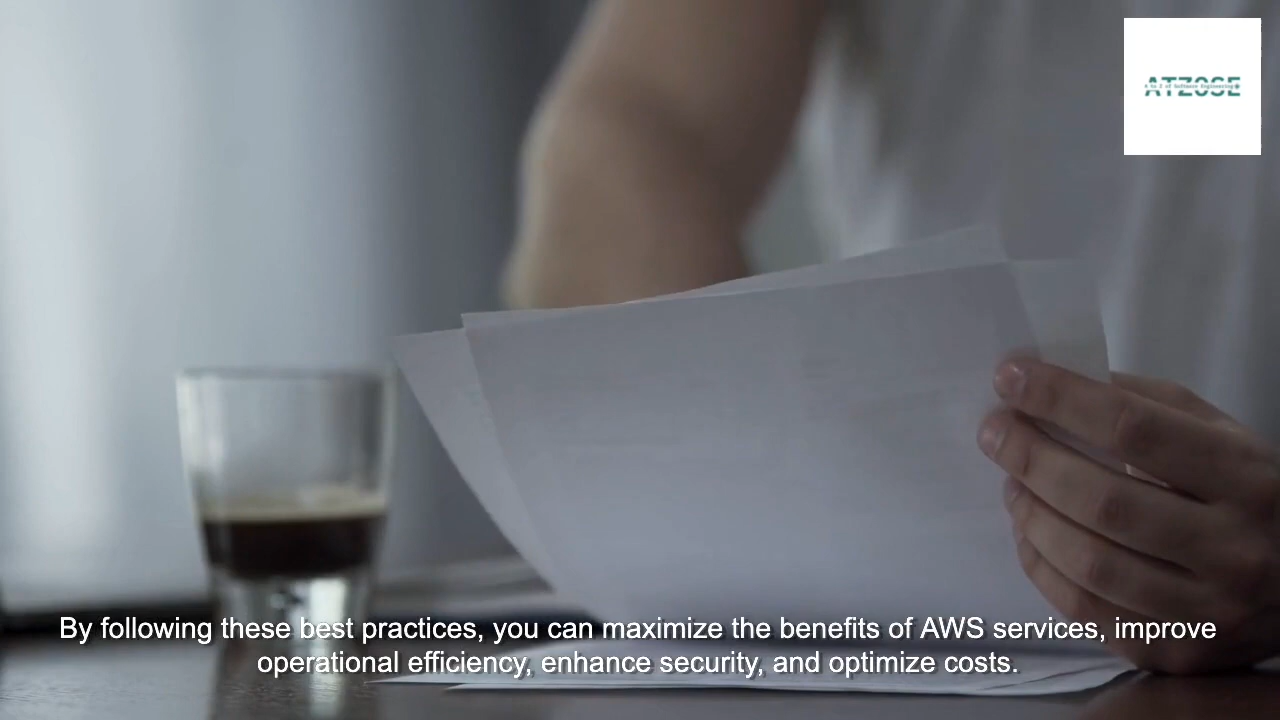 ATZOSE
By following these best practices, you can maximize the benefits of AWS services, improve
operational efficiency, enhance security, and optimize costs.